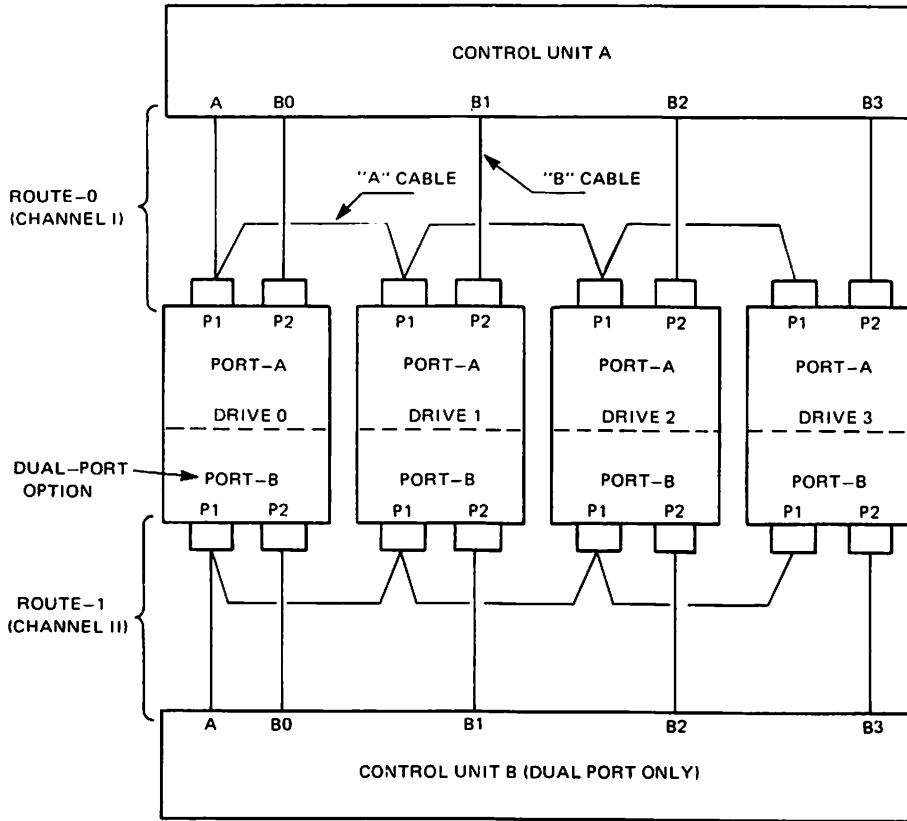 CONTROL UNIT A
A B0 B1 B2 B3
"A" CABLE
"B" CABLE
ROUTE-0
(CHANNEL I)
P1 P2 P1 P2 P1 P2 P1 P2
PORT-A PORT-A PORT-A PORT-A
DRIVE 0 DRIVE 1 DRIVE 2 DRIVE 3
DUAL-PORT
OPTION
PORT-B PORT-B PORT-B PORT-B
P1 P2 P1 P2 P1 P2 P1 P2
ROUTE-1
(CHANNEL II)
A B0 B1 B2 B3
CONTROL UNIT B (DUAL PORT ONLY)